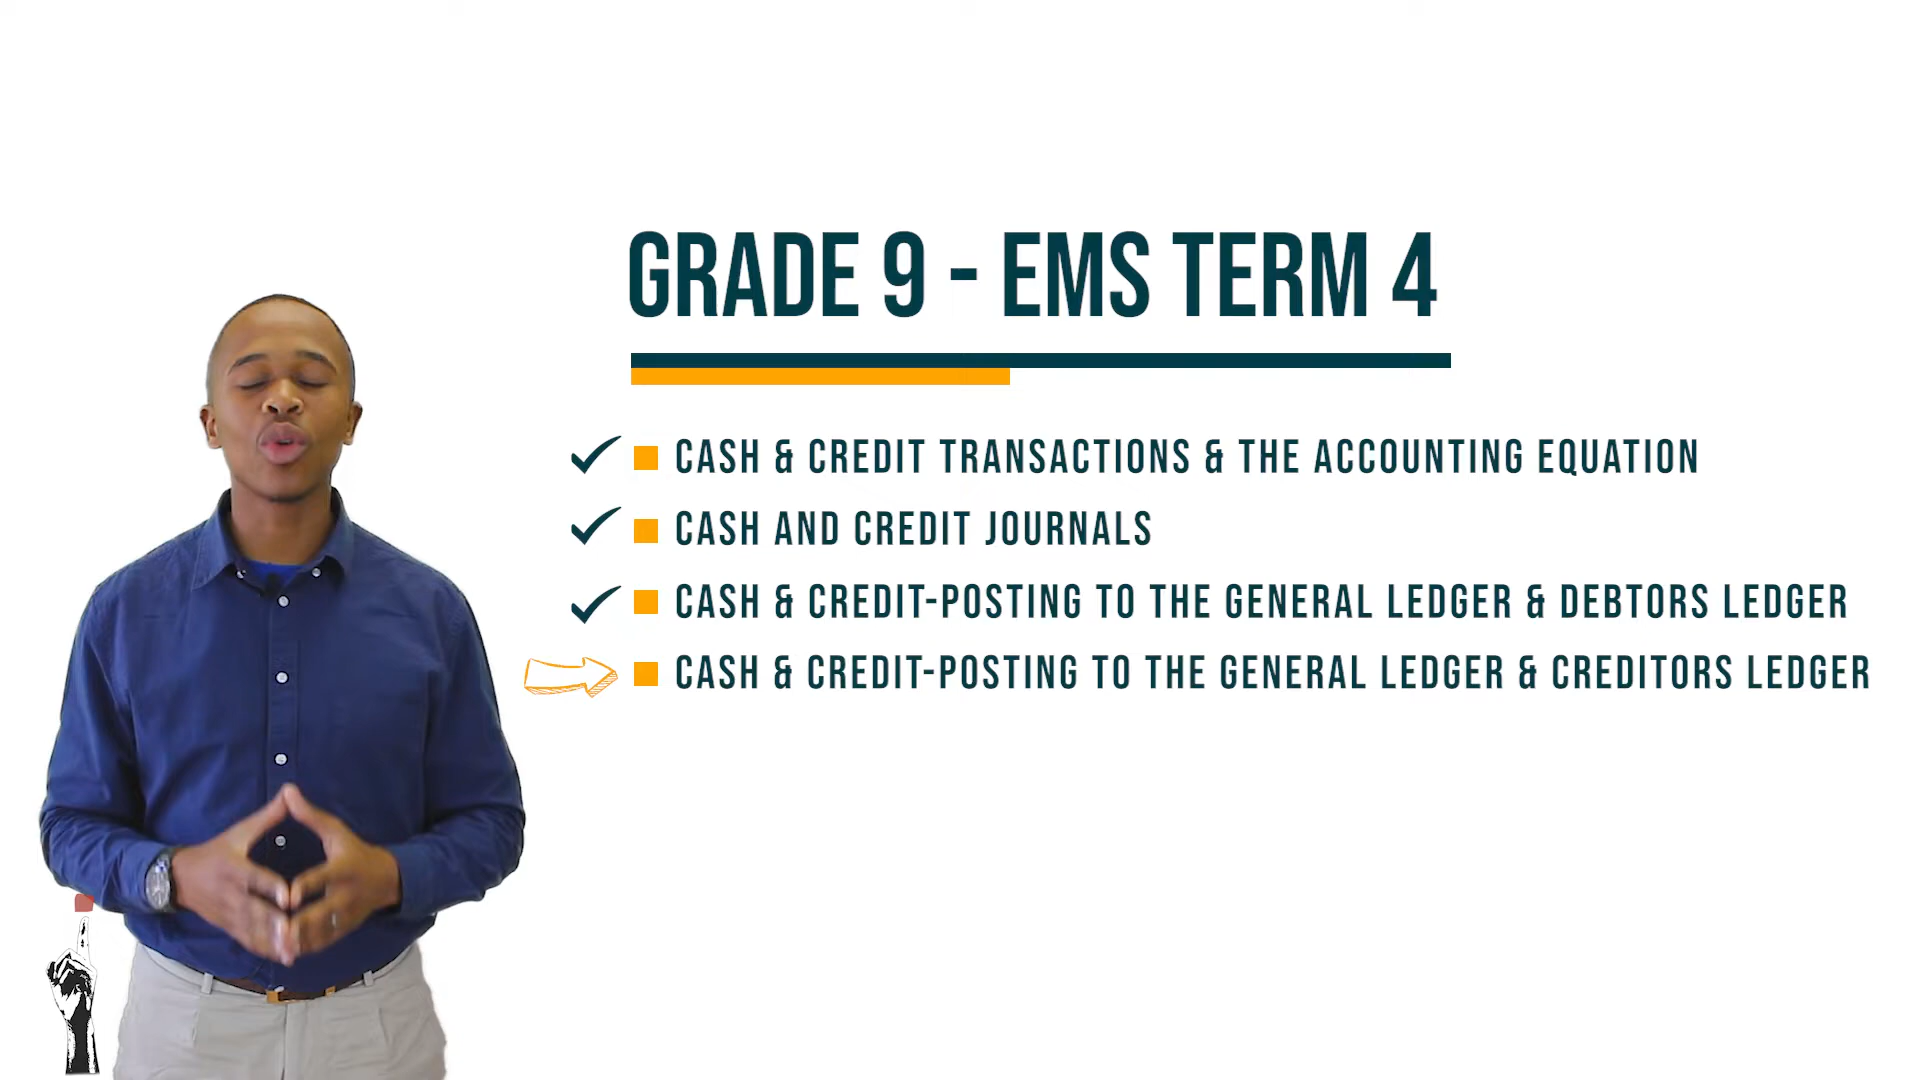 GRADE 9 - EMS TERM 4
CASH & CREDIT TRANSACTIONS & THE ACCOUNTING EQUATION
CASH AND CREDIT JOURNALS
CASH & CREDIT-POSTING TO THE GENERAL LEDGER & DEBTORS LEDGER
CASH & CREDIT-POSTING TO THE GENERAL LEDGER & CREDITORS LEDGER